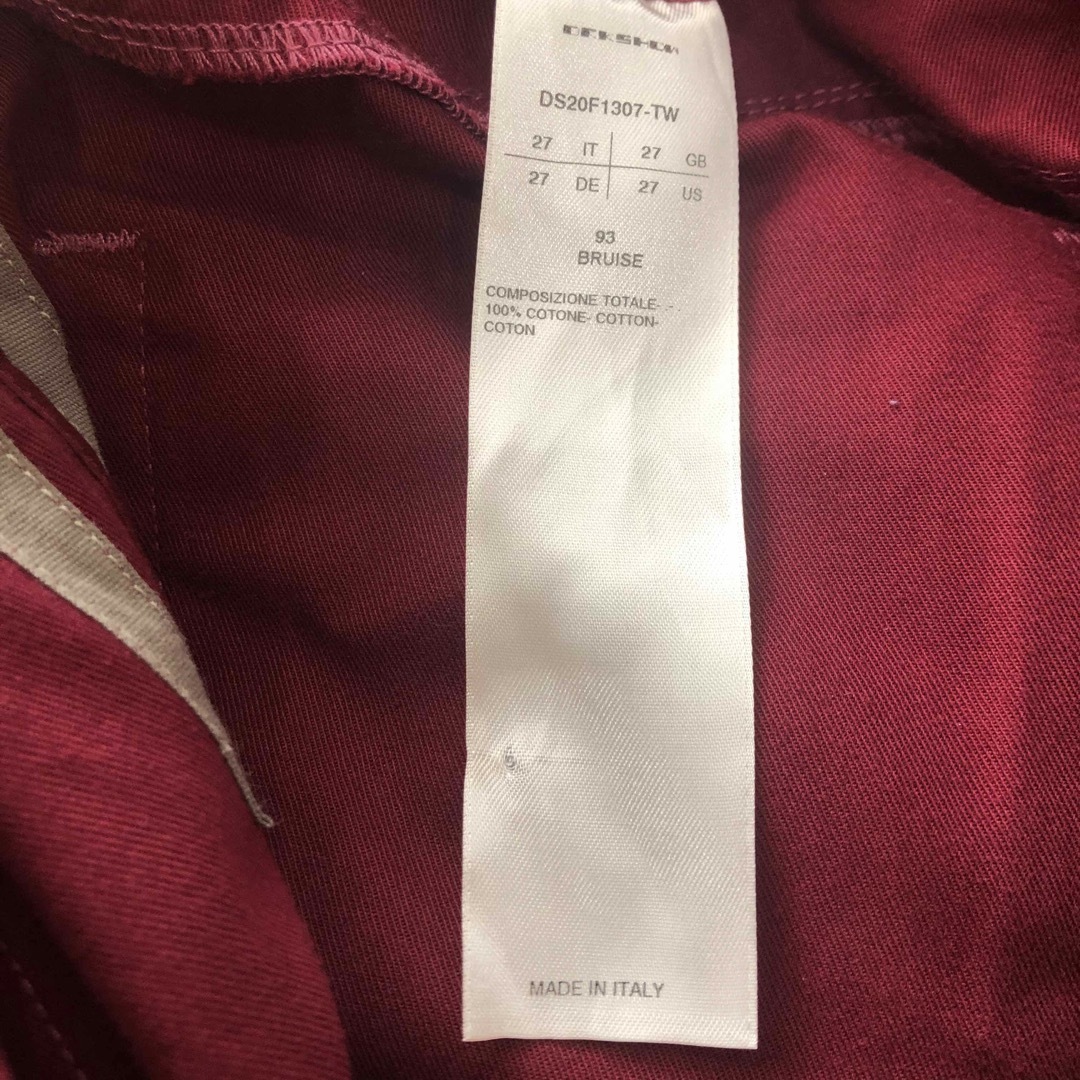 DRKSHDW
DS20F1307-TW
27 IT 27 GB
27 DE 27 US
93
BRUISE
COMPOSIZIONE TOTALE- -
100% COTONE- COTTON-
COTON
MADE IN ITALY